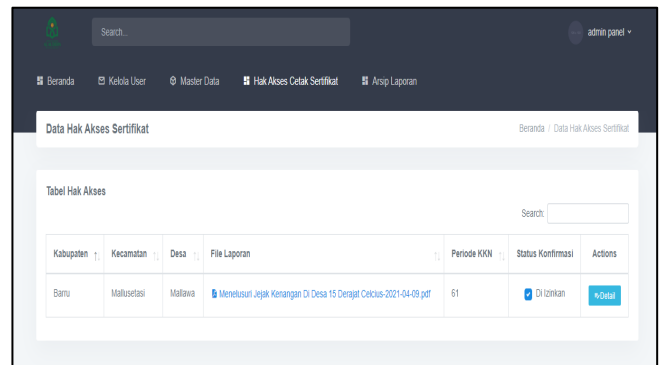 Search...
admin panel
Beranda Kelola User Master Data Hak Akses Cetak Sertifikat Arsip Laporan
Data Hak Akses Sertifikat
Beranda / Data Hak Akses Sertifikat
Tabel Hak Akses
Search:
Kabupaten Kecamatan Desa File Laporan Periode KKN Status Konfirmasi Actions
Barru Mallusetasi Mallawa Menelusuri Jejak Kenangan Di Desa 15 Derajat Celcius-2021-04-09.pdf 61 Di Izinkan Detail